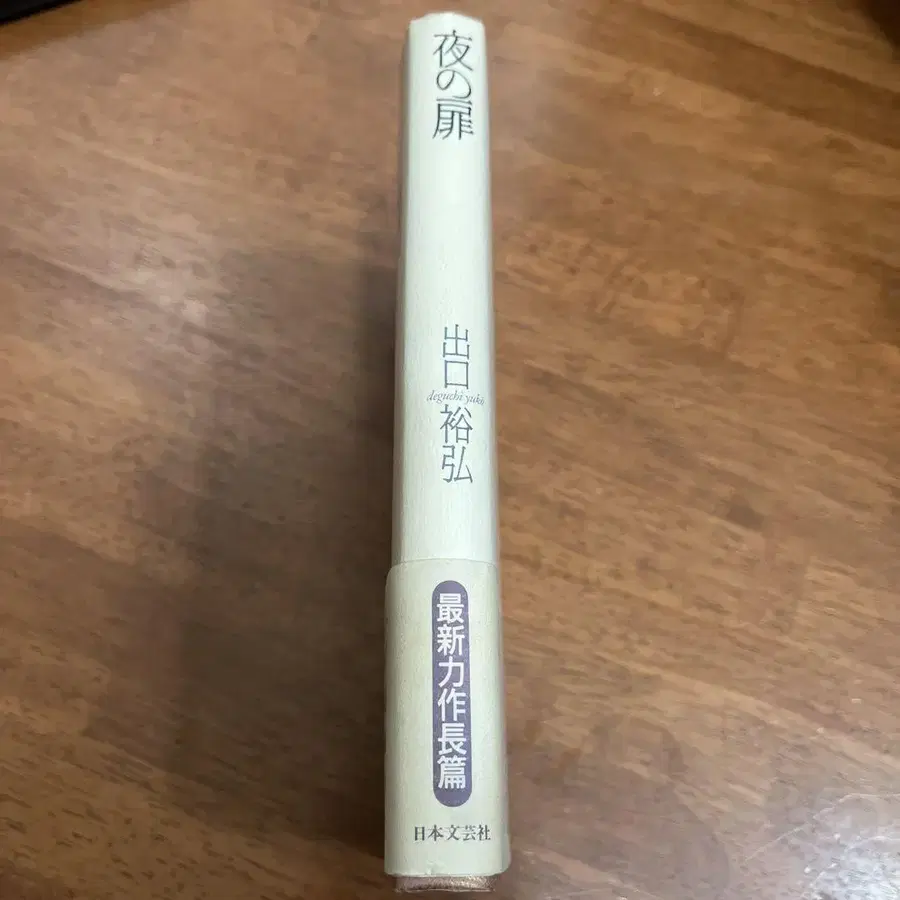 夜の扉
出口
deguchi yukō
裕弘
最新力作長篇
日本文芸社